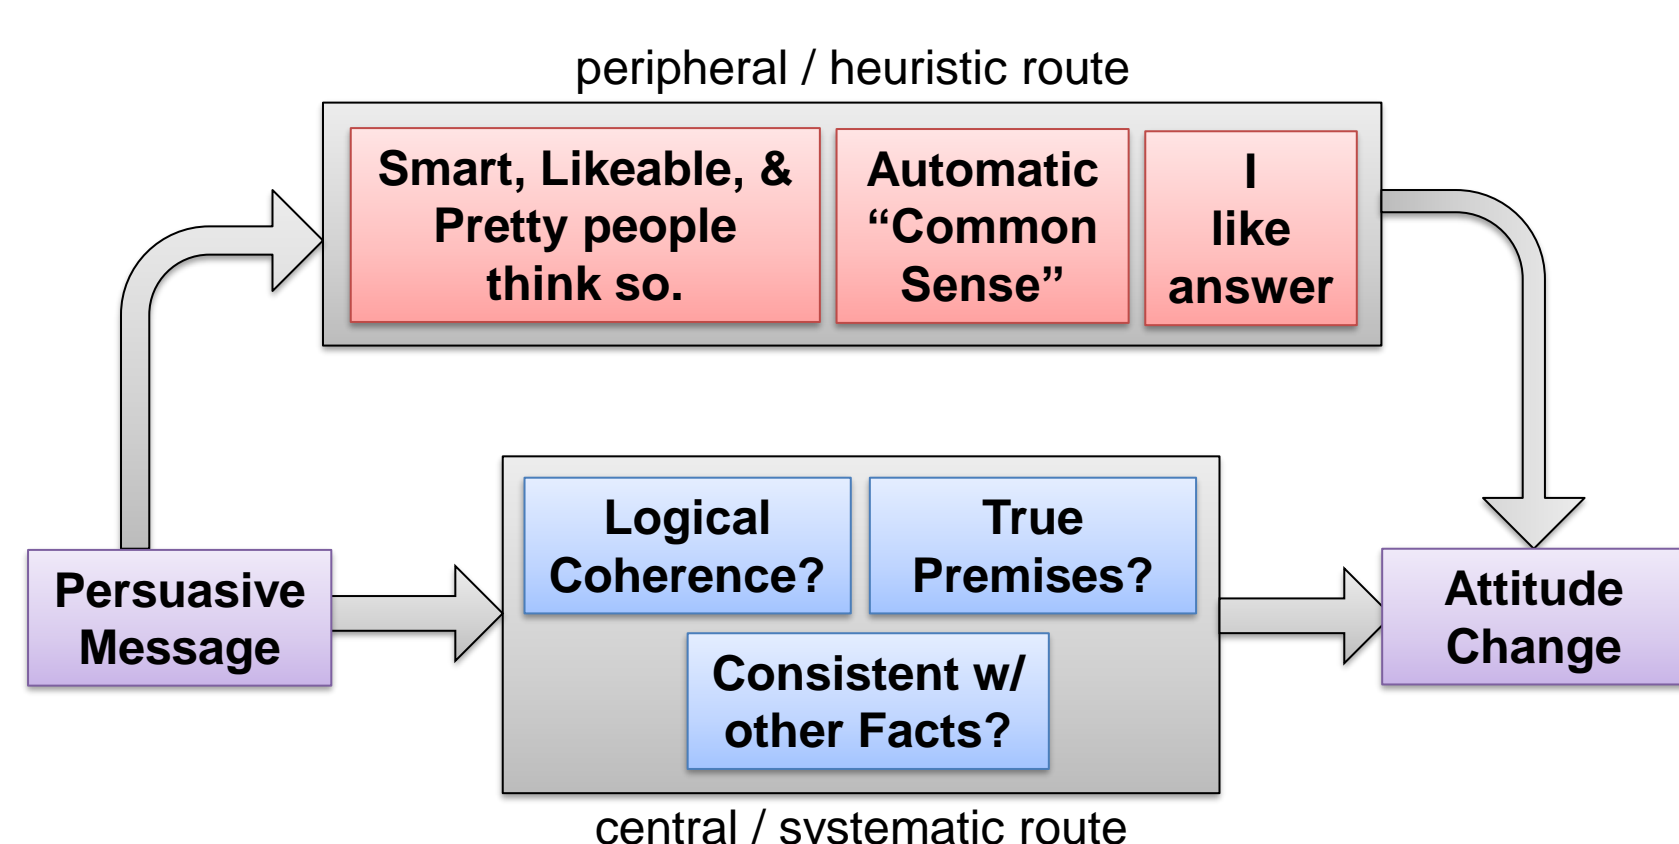 peripheral / heuristic route
Smart, Likeable, &
Pretty people
think so.
Automatic
“Common
Sense”
I
like
answer
Logical
Coherence?
True
Premises?
Consistent w/
other Facts?
Persuasive
Message
Attitude
Change
central / systematic route